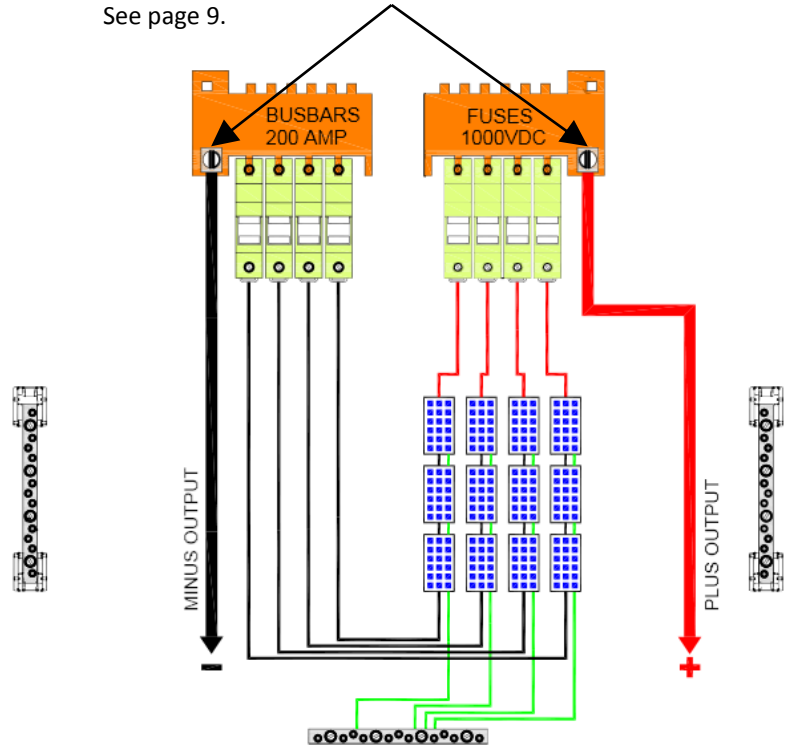 See page 9.
BUSBARS
200 AMP
FUSES
1000VDC
MINUS OUTPUT
PLUS OUTPUT
-
+